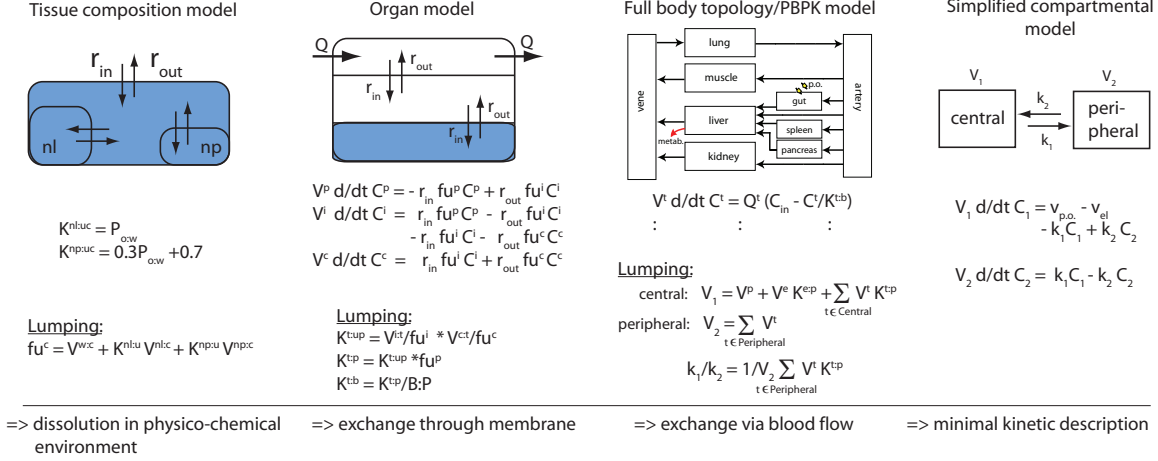 Tissue composition model
r_in r_out
nl
np
K^nl:uc = P_o:w
K^np:uc = 0.3P_o:w +0.7
Lumping:
fu^c = V^w:c + K^nl:u V^nl:c + K^np:u V^np:c
=> dissolution in physico-chemical
environment
Organ model
Q
Q
r_out
r_in
r_out
r_in
V^p d/dt C^p = - r_in fu^p C^p + r_out fu^i C^i
V^i d/dt C^i = r_in fu^p C^p - r_out fu^i C^i
- r_in fu^i C^i - r_out fu^c C^c
V^c d/dt C^c = r_in fu^i C^i + r_out fu^c C^c
Lumping:
K^t:up = V^i:t/fu^i * V^c:t/fu^c
K^t:p = K^t:up *fu^p
K^t:b = K^t:p/B:P
=> exchange through membrane
Full body topology/PBPK model
vene
lung
artery
muscle
p.o.
gut
liver
spleen
metab.
pancreas
kidney
V^t d/dt C^t = Q^t (C_in - C^t/K^t:b)
: : :
Lumping:
central: V_1 = V^p + V^e K^e:p + ∑ V^t K^t:p
t ∈ Central
peripheral: V_2 = ∑ V^t
t ∈ Peripheral
k_1/k_2 = 1/V_2 ∑ V^t K^t:p
t ∈ Peripheral
=> exchange via blood flow
Simplified compartmental
model
V_1 V_2
k_2
central
peri-
pheral
k_1
V_1 d/dt C_1 = v_p.o. - v_el
- k_1C_1 + k_2 C_2
V_2 d/dt C_2 = k_1C_1 - k_2 C_2
=> minimal kinetic description